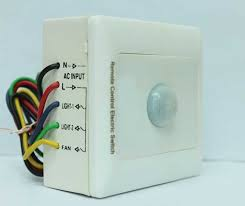 N
AC INPUT
L
LIGHT-1
LIGHT-2
FAN
Remote Control Electric Switch